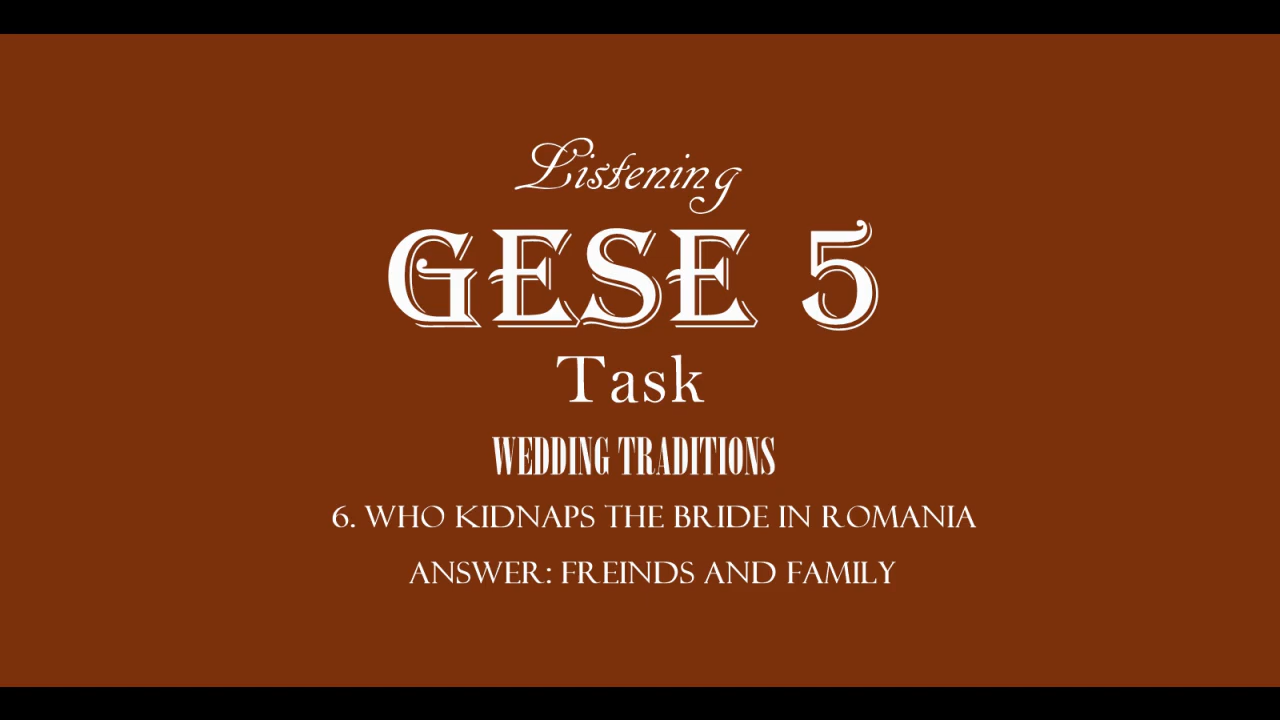 Listening
GESE 5
Task
WEDDING TRADITIONS
6. WHO KIDNAPS THE BRIDE IN ROMANIA
ANSWER: FREINDS AND FAMILY